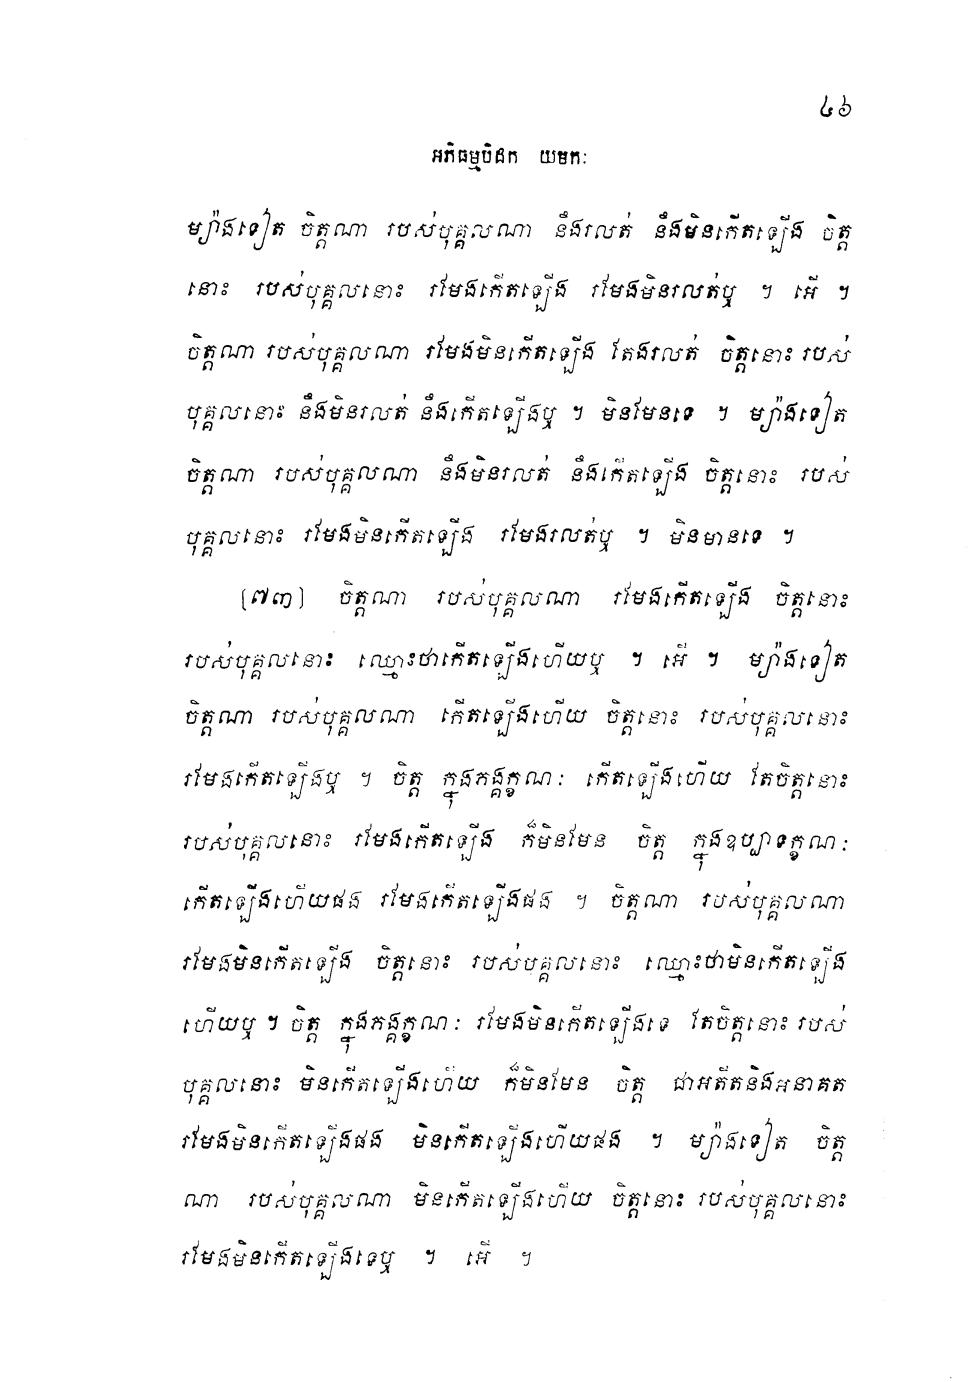 ៤៦
អភិធម្មបិដក យមកៈ
ម្យ៉ាងទៀត ចិត្តណា របស់បុគ្គលណា នឹងរលត់ នឹងមិនកើតឡើង ចិត្ត
នោះ របស់បុគ្គលនោះ រមែងកើតឡើង រមែងមិនរលត់ឬ ។ អើ ។
ចិត្តណា របស់បុគ្គលណា រមែងមិនកើតឡើង តែងរលត់ ចិត្តនោះ របស់
បុគ្គលនោះ នឹងមិនរលត់ នឹងកើតឡើងឬ ។ មិនមែនទេ ។ ម្យ៉ាងទៀត
ចិត្តណា របស់បុគ្គលណា នឹងមិនរលត់ នឹងកើតឡើង ចិត្តនោះ របស់
បុគ្គលនោះ រមែងមិនកើតឡើង រមែងរលត់ឬ ។ មិនមានទេ ។
(៧៣) ចិត្តណា របស់បុគ្គលណា រមែងកើតឡើង ចិត្តនោះ
របស់បុគ្គលនោះ ឈ្មោះថាកើតឡើងហើយឬ ។ អើ ។ ម្យ៉ាងទៀត
ចិត្តណា របស់បុគ្គលណា កើតឡើងហើយ ចិត្តនោះ របស់បុគ្គលនោះ
រមែងកើតឡើងឬ ។ ចិត្ត ក្នុងភង្គក្ខណៈ កើតឡើងហើយ តែចិត្តនោះ
របស់បុគ្គលនោះ រមែងកើតឡើង ក៏មិនមែន ចិត្ត ក្នុងឧប្បាទក្ខណៈ
កើតឡើងហើយផង រមែងកើតឡើងផង ។ ចិត្តណា របស់បុគ្គលណា
រមែងមិនកើតឡើង ចិត្តនោះ របស់បុគ្គលនោះ ឈ្មោះថាមិនកើតឡើង
ហើយឬ ។ ចិត្ត ក្នុងភង្គក្ខណៈ រមែងមិនកើតឡើងទេ តែចិត្តនោះ របស់
បុគ្គលនោះ មិនកើតឡើងហើយ ក៏មិនមែន ចិត្ត ជាអតីតនិងអនាគត
រមែងមិនកើតឡើងផង មិនកើតឡើងហើយផង ។ ម្យ៉ាងទៀត ចិត្ត
ណា របស់បុគ្គលណា មិនកើតឡើងហើយ ចិត្តនោះ របស់បុគ្គលនោះ
រមែងមិនកើតឡើងទេឬ ។ អើ ។